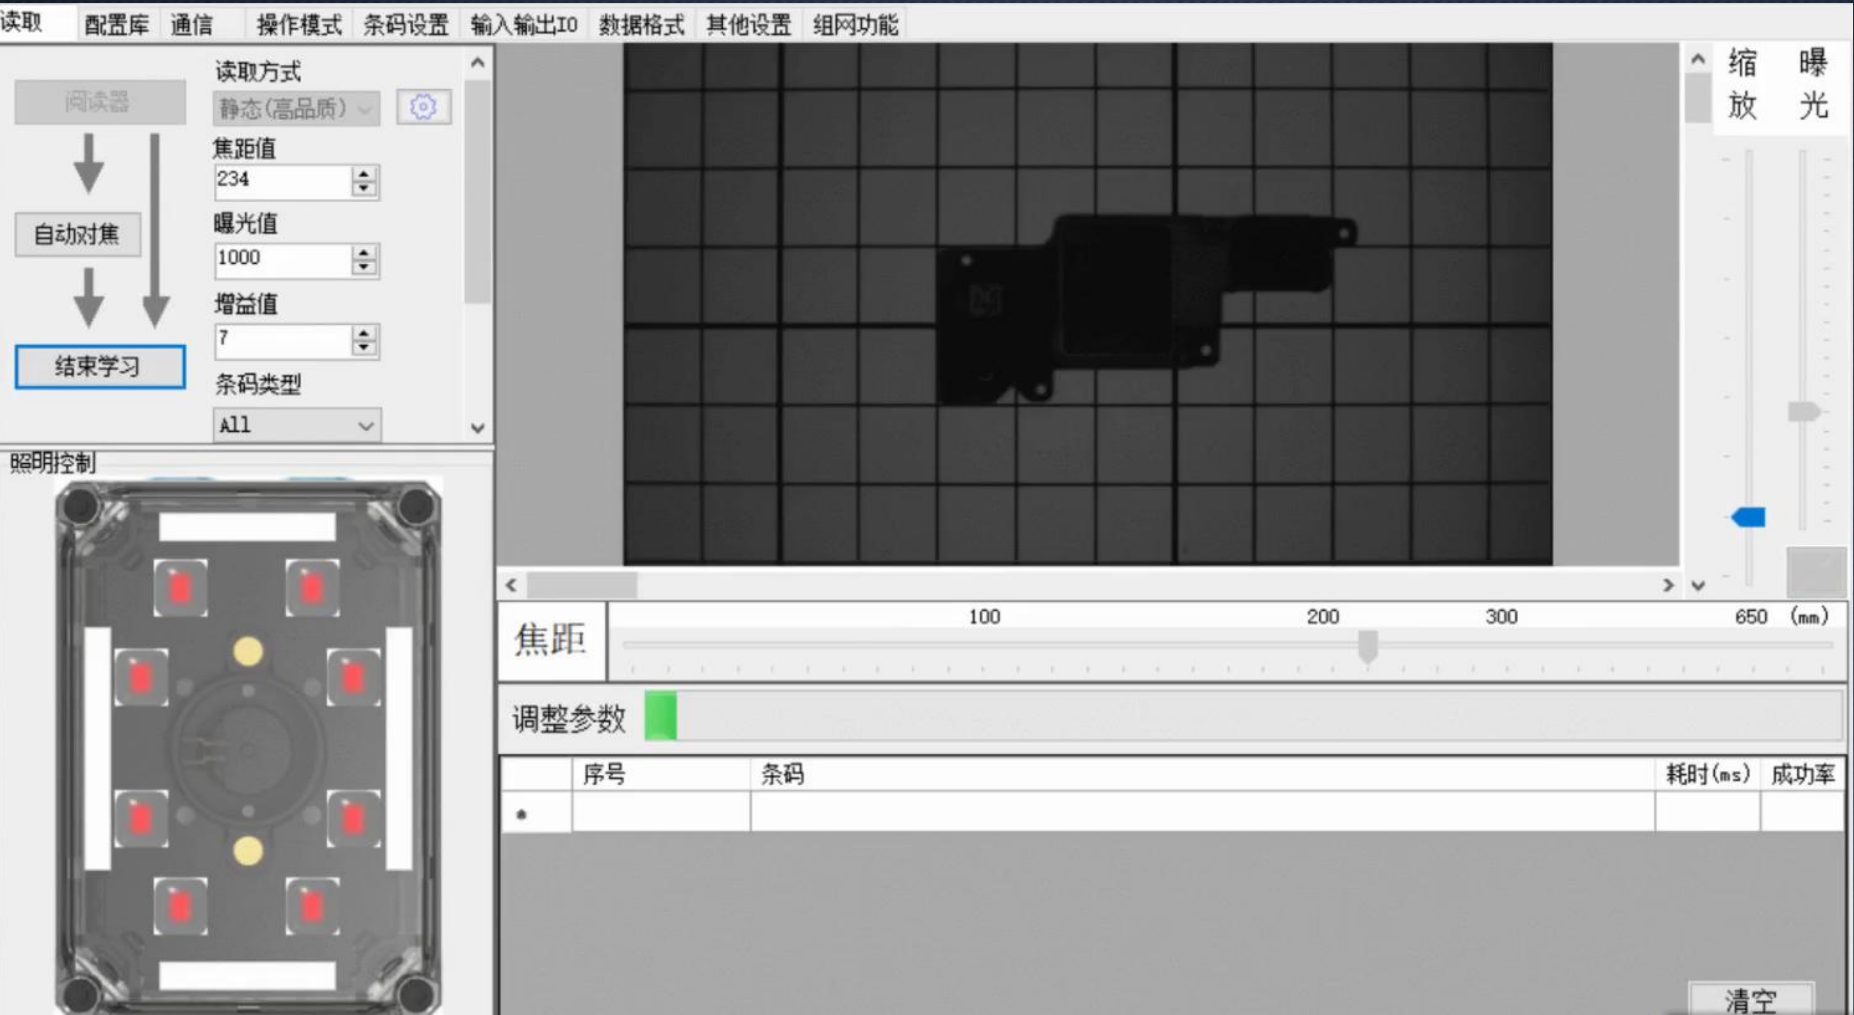 读取 配置库 通信 操作模式 条码设置 输入输出IO 数据格式 其他设置 组网功能
阅读器
读取方式
静态(高品质)
焦距值
234
自动对焦
曝光值
1000
增益值
7
结束学习
条码类型
All
照明控制
缩放
曝光
焦距
100 200 300 650 (mm)
调整参数
序号 条码 耗时(ms) 成功率
清空